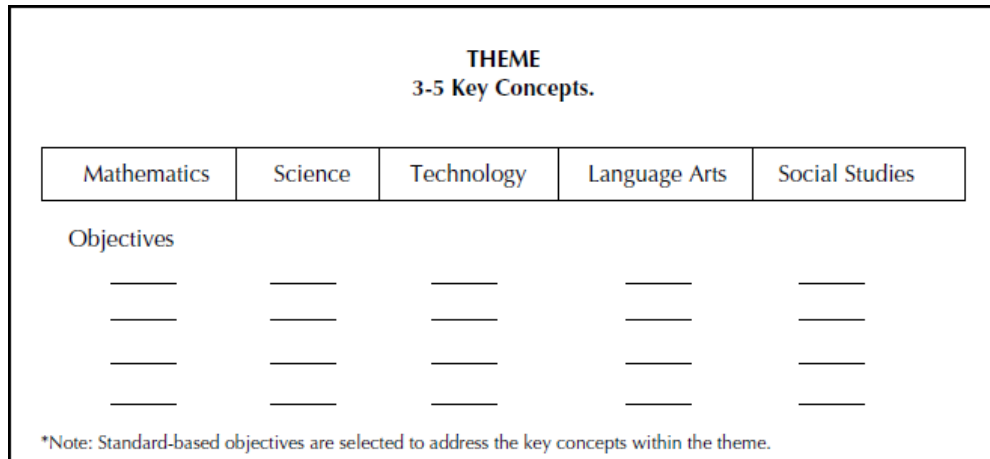 THEME
3-5 Key Concepts.
Mathematics Science Technology Language Arts Social Studies
Objectives
*Note: Standard-based objectives are selected to address the key concepts within the theme.